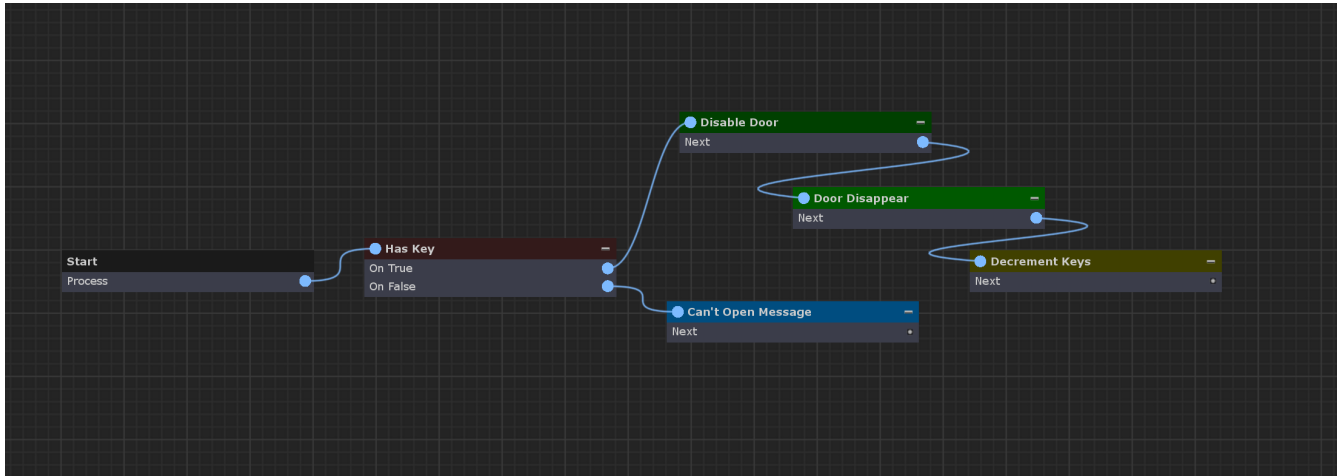 Start
Process
Has Key
On True
On False
Disable Door
Next
Door Disappear
Next
Decrement Keys
Next
Can't Open Message
Next